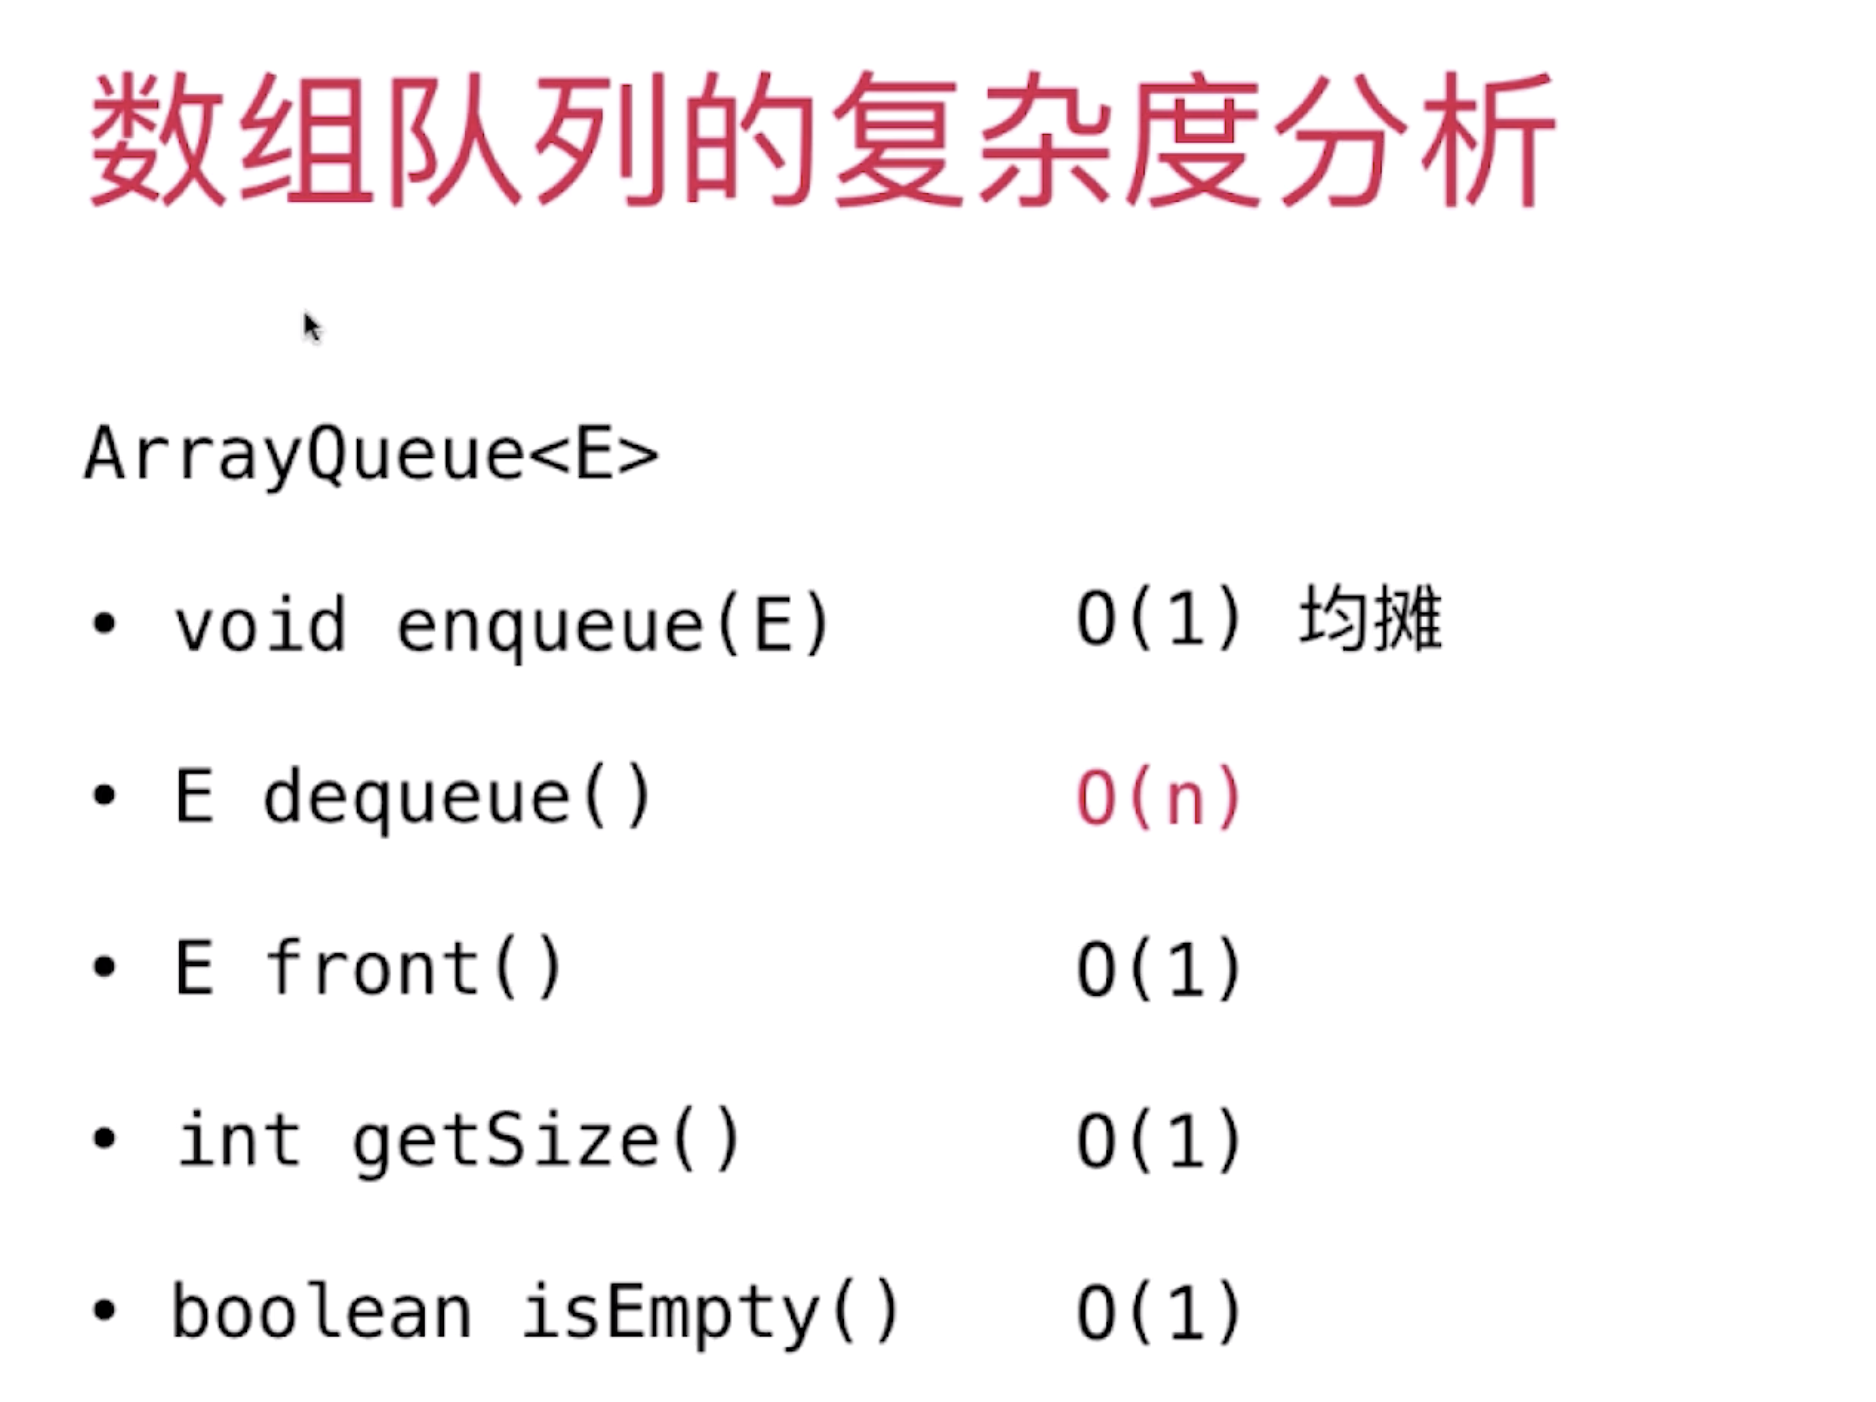 数组队列的复杂度分析
ArrayQueue<E>
• void enqueue(E) O(1) 均摊
• E dequeue() O(n)
• E front() O(1)
• int getSize() O(1)
• boolean isEmpty() O(1)